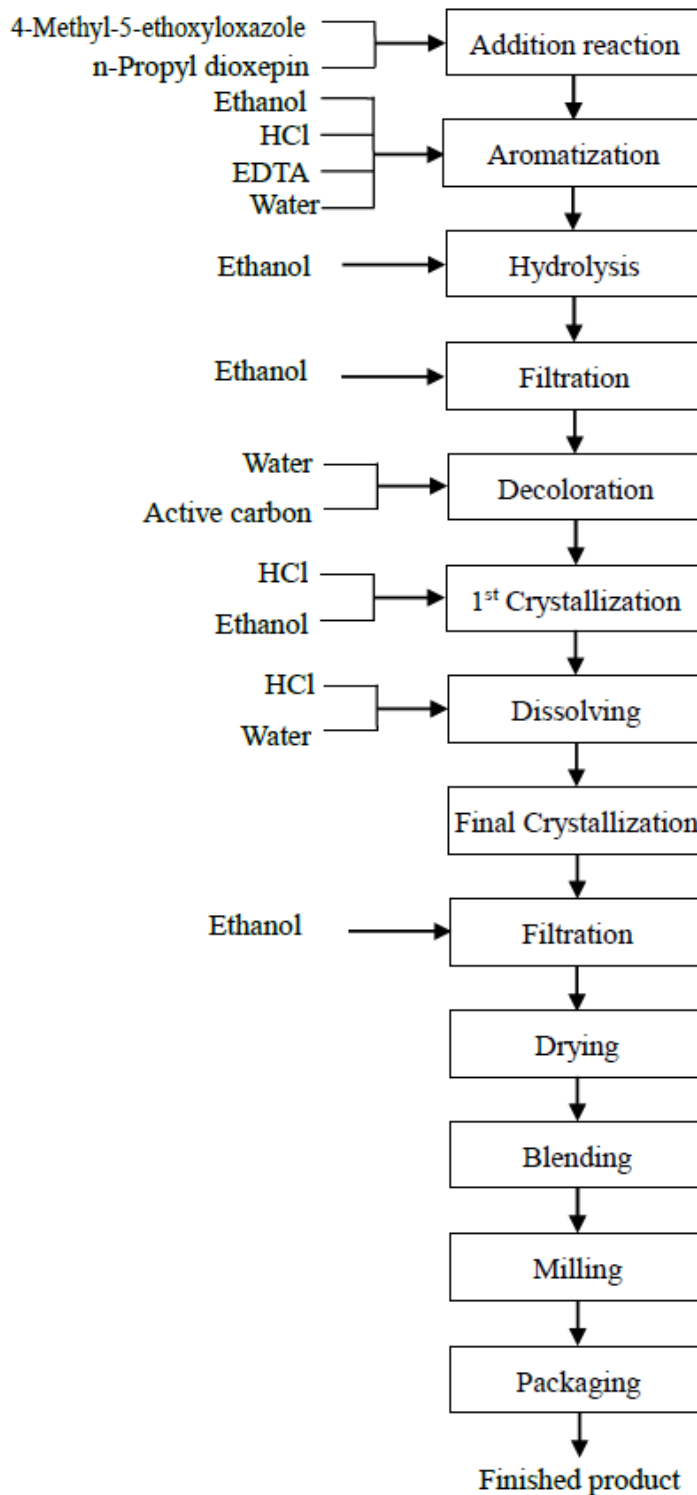 4-Methyl-5-ethoxyloxazole
n-Propyl dioxepin
Addition reaction
Ethanol
HCl
EDTA
Water
Aromatization
Ethanol
Hydrolysis
Ethanol
Filtration
Water
Active carbon
Decoloration
HCl
Ethanol
1st Crystallization
HCl
Water
Dissolving
Final Crystallization
Ethanol
Filtration
Drying
Blending
Milling
Packaging
Finished product